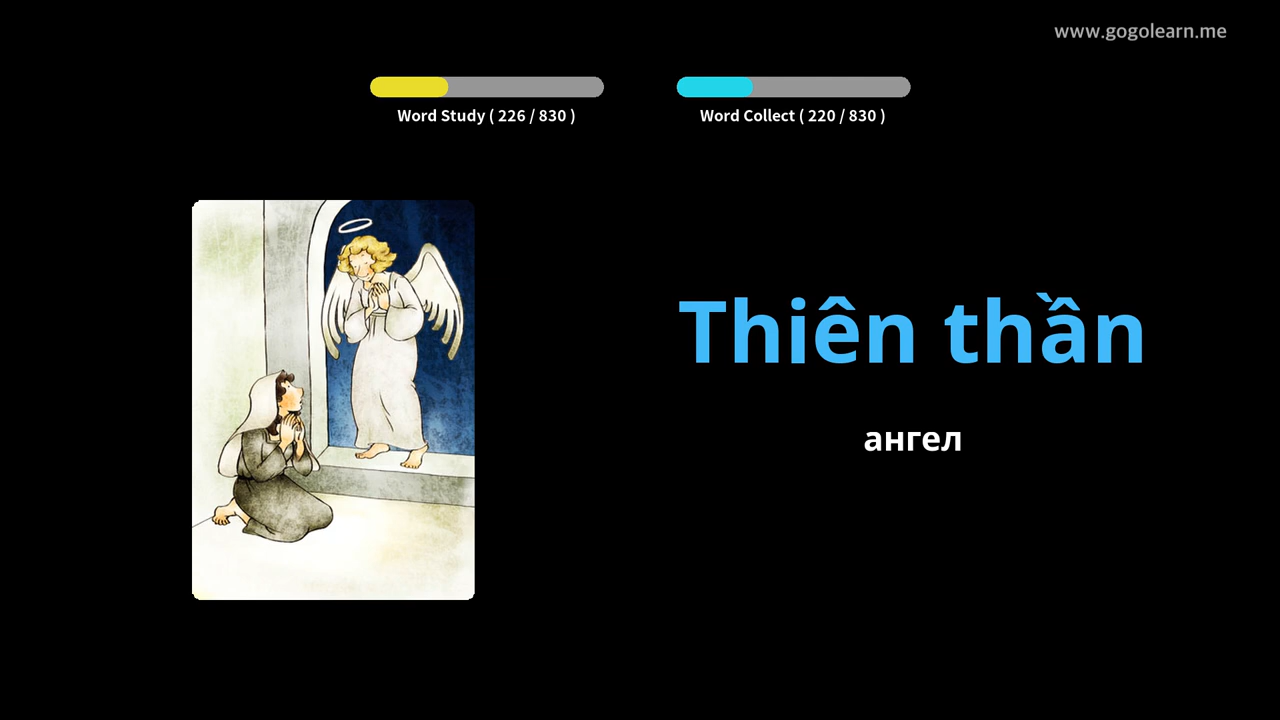 www.gogolearn.me
Word Study ( 226 / 830 )
Word Collect ( 220 / 830 )
Thiên thần
ангел